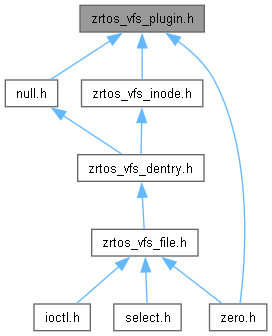 zrtos_vfs_plugin.h
null.h
zrtos_vfs_inode.h
zrtos_vfs_dentry.h
zrtos_vfs_file.h
ioctl.h
select.h
zero.h